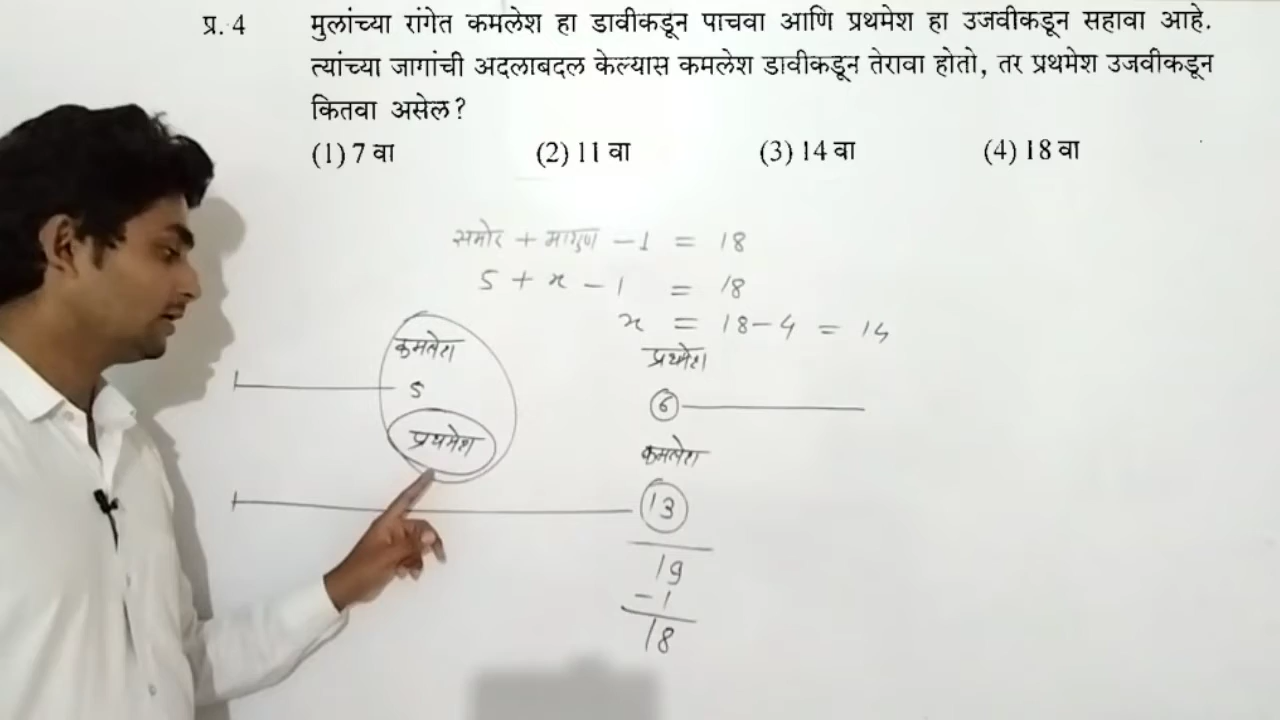 प्र. 4 मुलांच्या रांगेत कमलेश हा डावीकडून पाचवा आणि प्रथमेश हा उजवीकडून सहावा आहे.
त्यांच्या जागांची अदलाबदल केल्यास कमलेश डावीकडून तेरावा होतो, तर प्रथमेश उजवीकडून
कितवा असेल?
(1) 7 वा (2) 11 वा (3) 14 वा (4) 18 वा
समोर + मागुण - 1 = 18
5 + x - 1 = 18
x = 18 - 4 = 14
कमलेश प्रथमेश
5 6
प्रथमेश कमलेश
13
19
-1
18